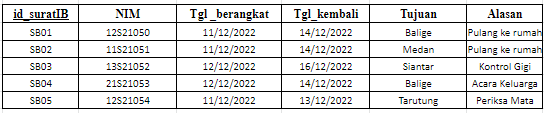 id_suratIB NIM Tgl_berangkat Tgl_kembali Tujuan Alasan
SB01 12S21050 11/12/2022 14/12/2022 Balige Pulang ke rumah
SB02 11S21051 11/12/2022 14/12/2022 Medan Pulang ke rumah
SB03 13S21052 12/12/2022 16/12/2022 Siantar Kontrol Gigi
SB04 21S21053 12/12/2022 14/12/2022 Balige Acara Keluarga
SB05 12S21054 11/12/2022 13/12/2022 Tarutung Periksa Mata